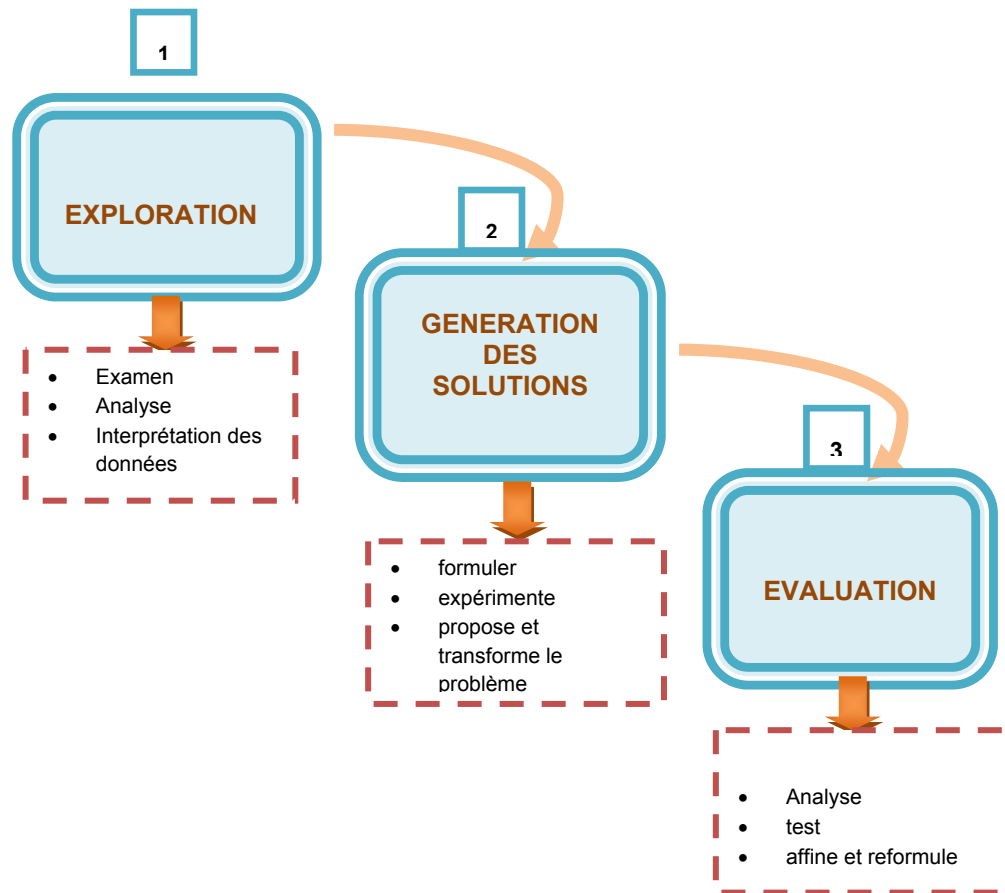 1
EXPLORATION
• Examen
• Analyse
• Interprétation des
données
2
GENERATION
DES
SOLUTIONS
• formuler
• expérimente
• propose et
transforme le
problème
3
EVALUATION
• Analyse
• test
• affine et reformule